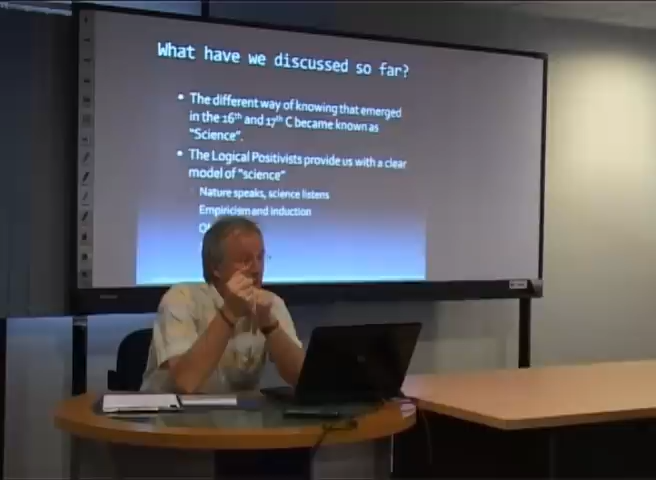 What have we discussed so far?
• The different way of knowing that emerged
in the 16th and 17th C became known as
"Science".
• The Logical Positivists provide us with a clear
model of "science"
Nature speaks, science listens
Empiricism and induction